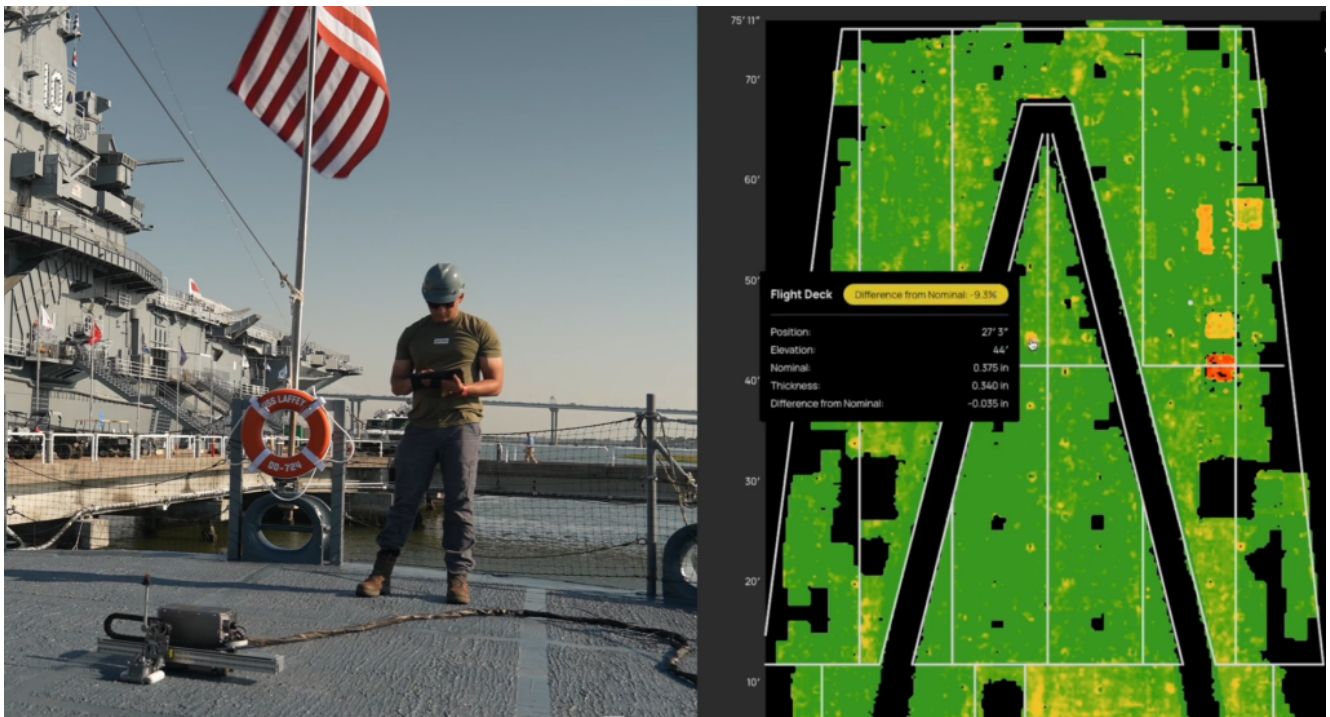 10
USS LAFFEY
DD-724
75' 11"
70'
60'
50'
40'
30'
20'
10'
Flight Deck
Difference from Nominal: -9.3%
Position: 27' 3"
Elevation: 44'
Nominal: 0.375 in
Thickness: 0.340 in
Difference from Nominal: -0.035 in